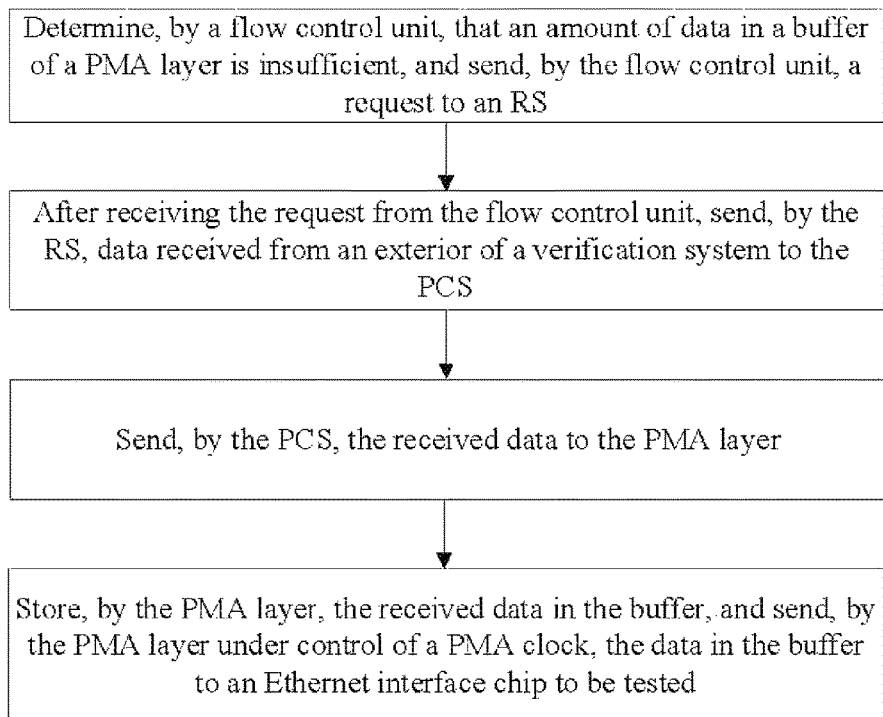 Determine, by a flow control unit, that an amount of data in a buffer
of a PMA layer is insufficient, and send, by the flow control unit, a
request to an RS
After receiving the request from the flow control unit, send, by the
RS, data received from an exterior of a verification system to the
PCS
Send, by the PCS, the received data to the PMA layer
Store, by the PMA layer, the received data in the buffer, and send, by
the PMA layer under control of a PMA clock, the data in the buffer
to an Ethernet interface chip to be tested